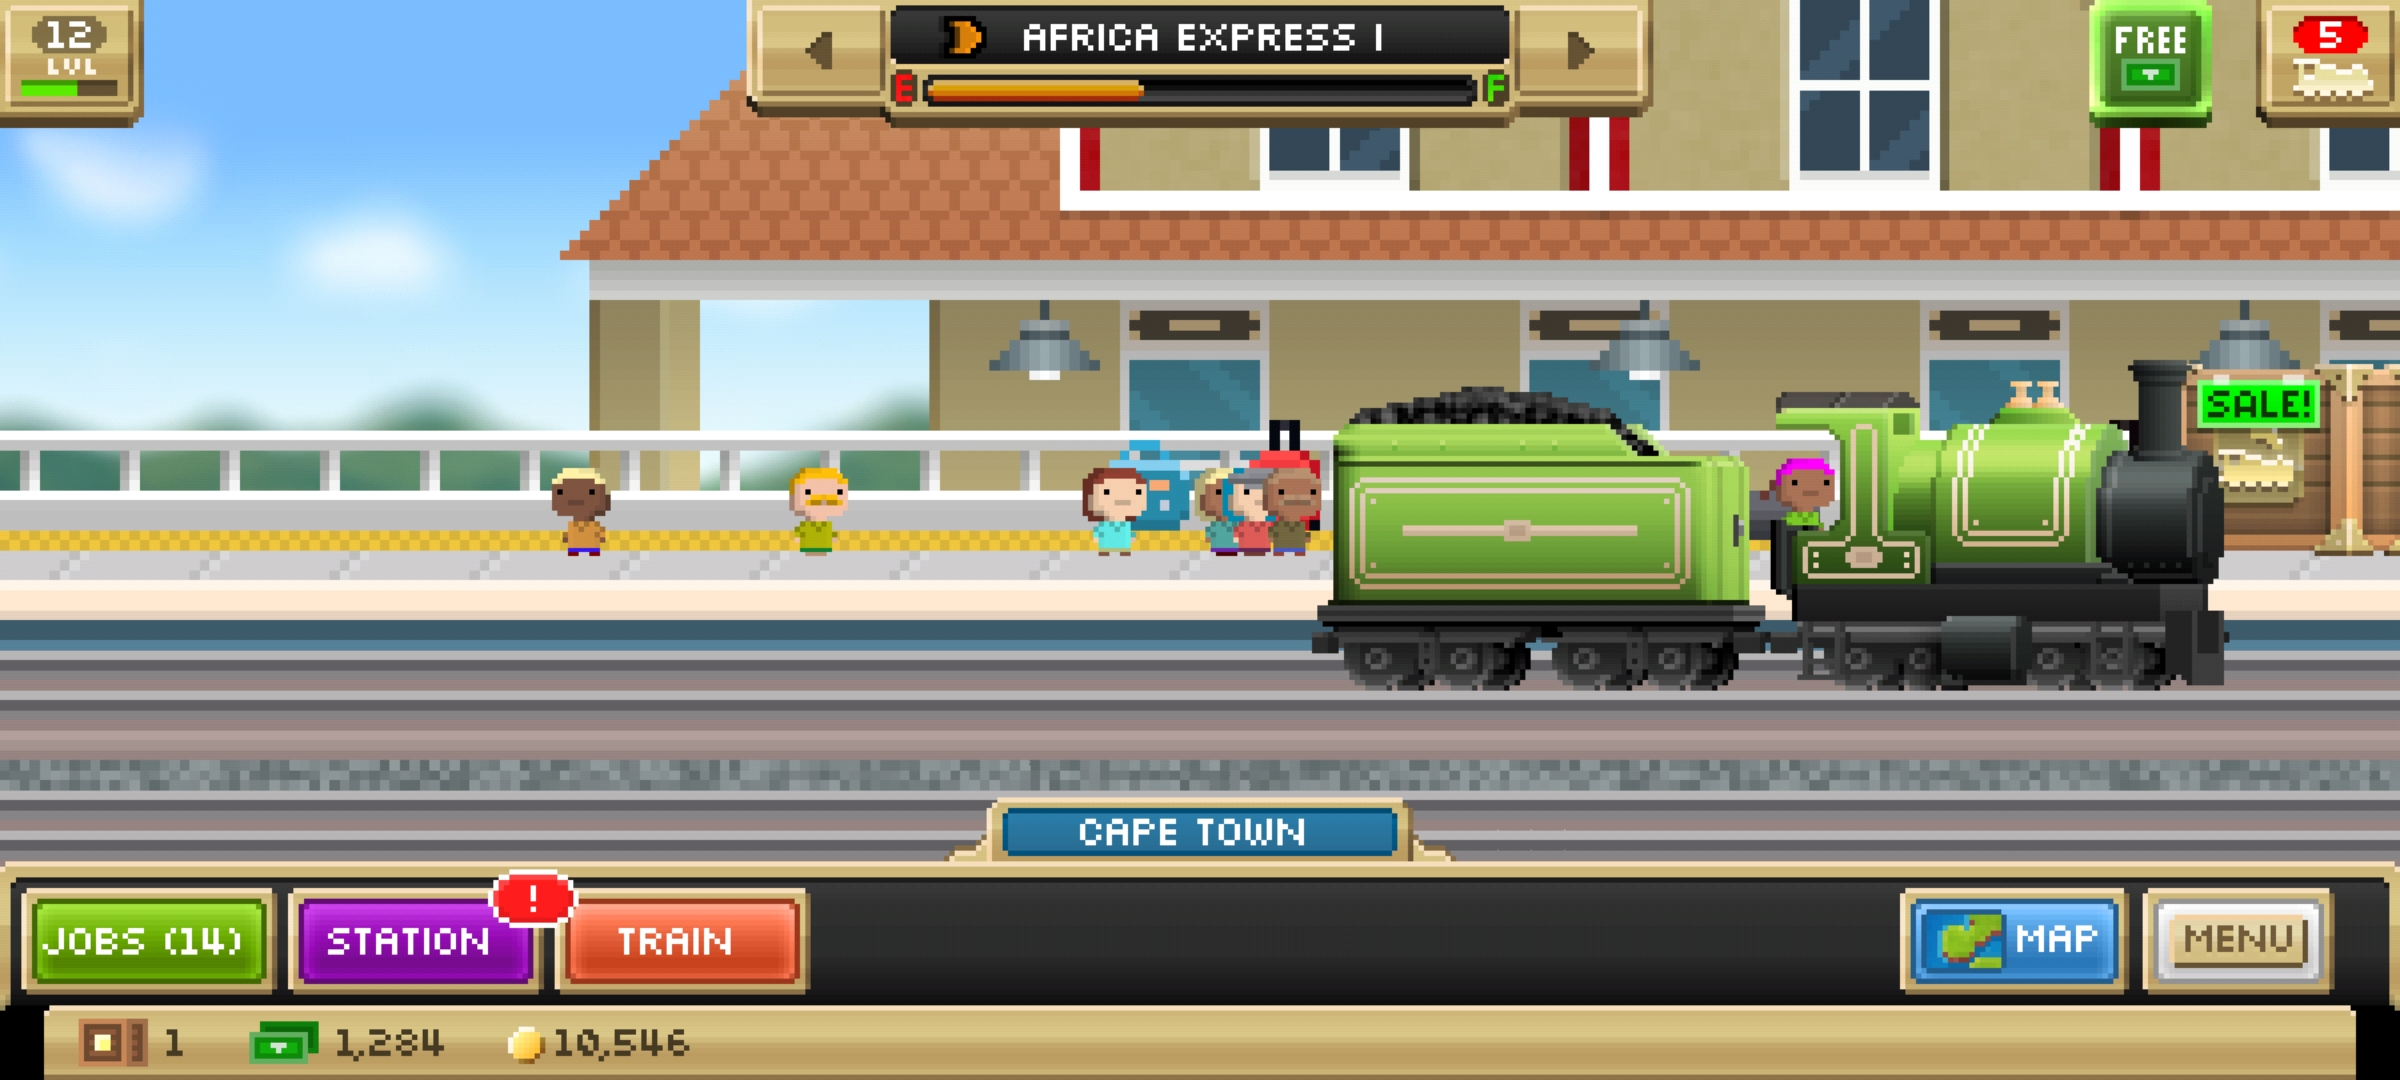 12
LVL
AFRICA EXPRESS I
E
F
FREE
5
SALE!
CAPE TOWN
JOBS (14)
STATION
!
TRAIN
MAP
MENU
1
1,284
10,546